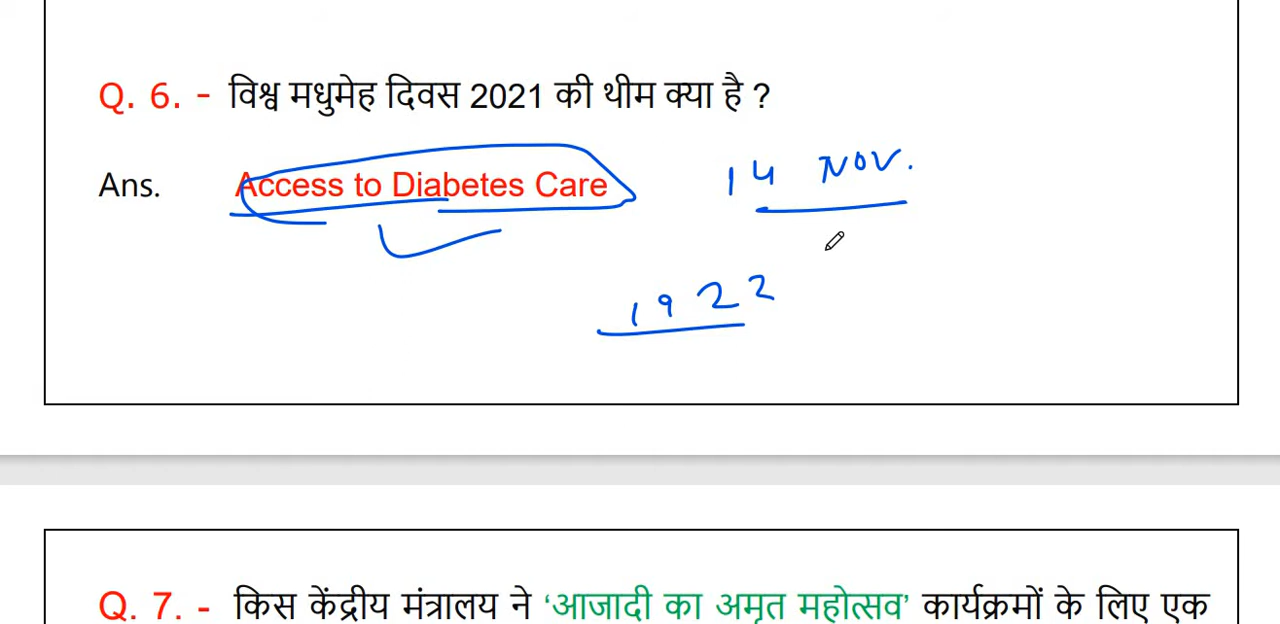 Q. 6. - विश्व मधुमेह दिवस 2021 की थीम क्या है ?
Ans. Access to Diabetes Care 14 Nov.
1922
Q. 7. - किस केंद्रीय मंत्रालय ने ‘आजादी का अमृत महोत्सव’ कार्यक्रमों के लिए एक